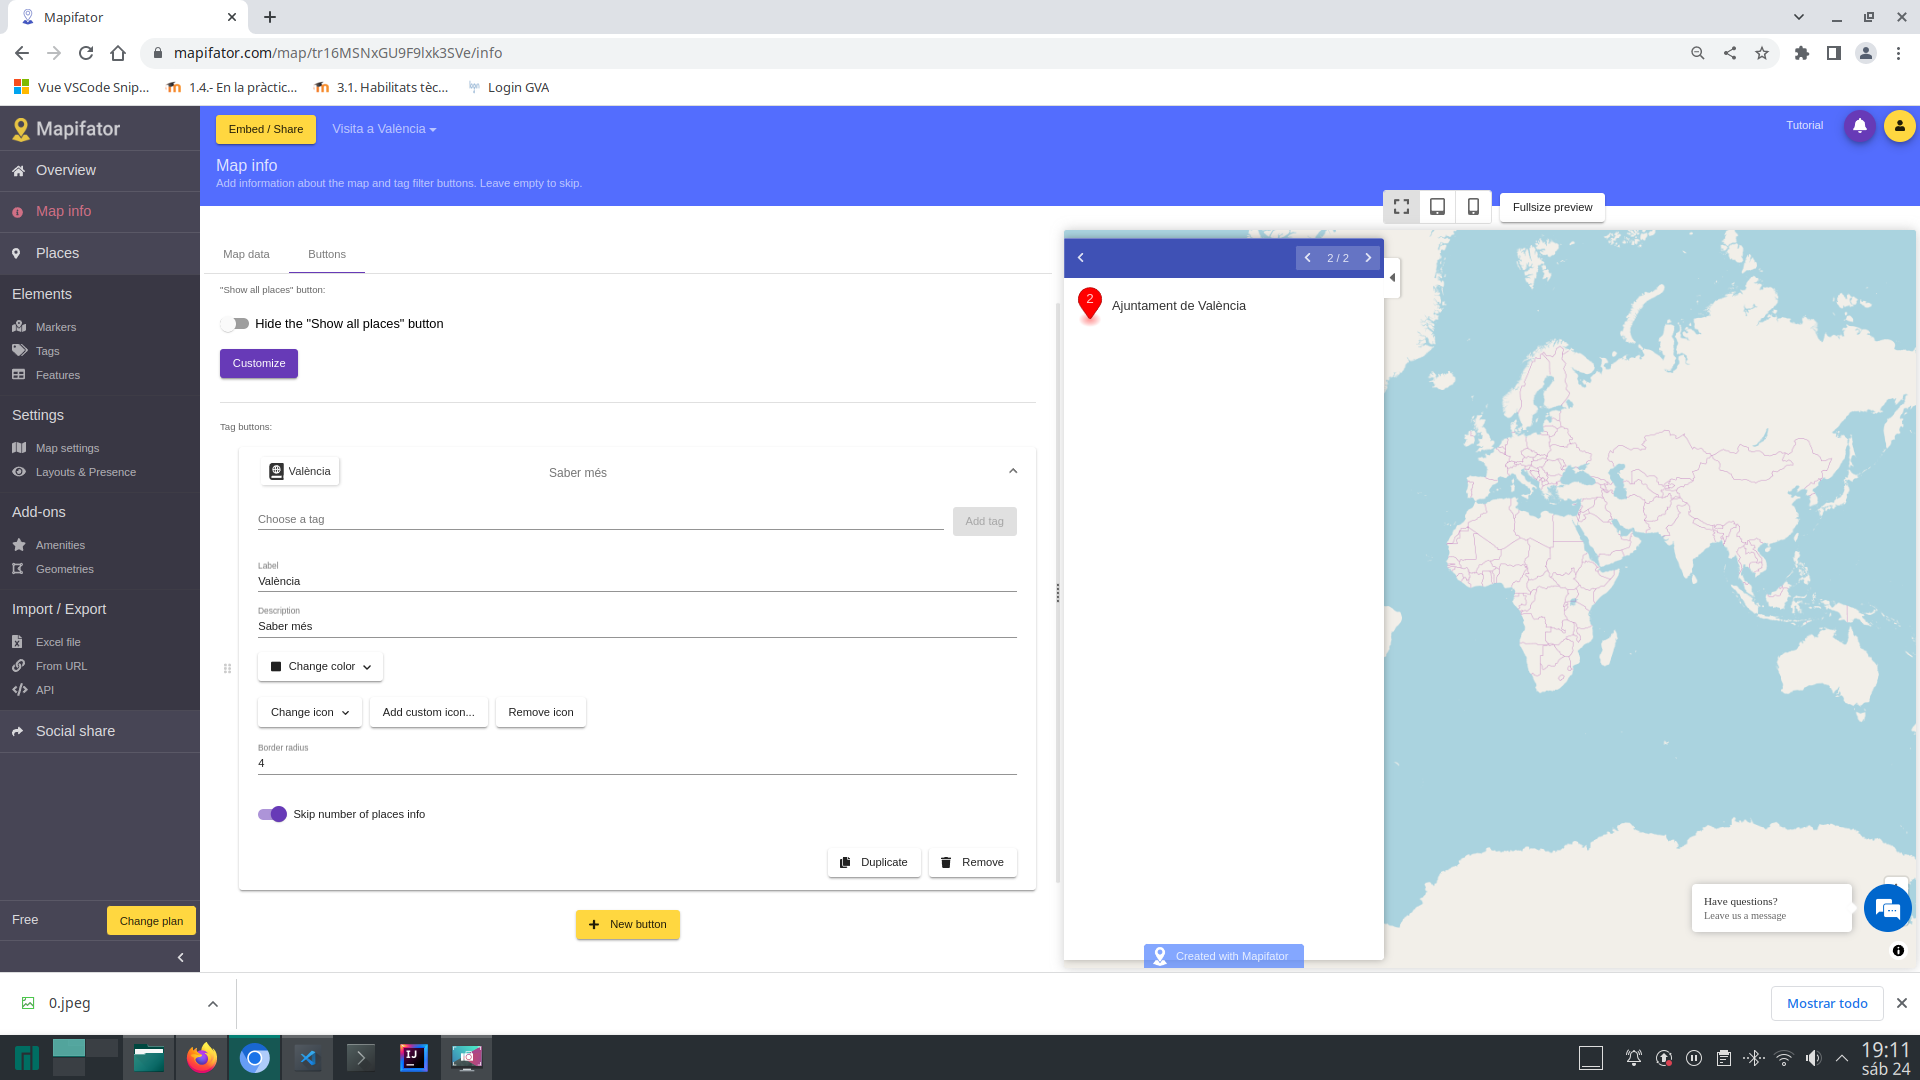 Mapifator
mapifator.com/map/tr16MSNxGU9F9lxk3SVe/info
Vue VSCode Snip...
1.4.- En la pràctic...
3.1. Habilitats tèc...
Login GVA
Mapifator
Embed / Share
Visita a València
Tutorial
Map info
Add information about the map and tag filter buttons. Leave empty to skip.
Overview
Map info
Places
Elements
Markers
Tags
Features
Settings
Map settings
Layouts & Presence
Add-ons
Amenities
Geometries
Import / Export
Excel file
From URL
API
Social share
Free
Change plan
Fullsize preview
Map data
Buttons
"Show all places" button:
Hide the "Show all places" button
Customize
Tag buttons:
València
Saber més
Choose a tag
Add tag
Label
València
Description
Saber més
Change color
Change icon
Add custom icon...
Remove icon
Border radius
4
Skip number of places info
Duplicate
Remove
New button
2 / 2
2
Ajuntament de València
Created with Mapifator
Have questions?
Leave us a message
0.jpeg
Mostrar todo
IJ
19:11
sáb 24